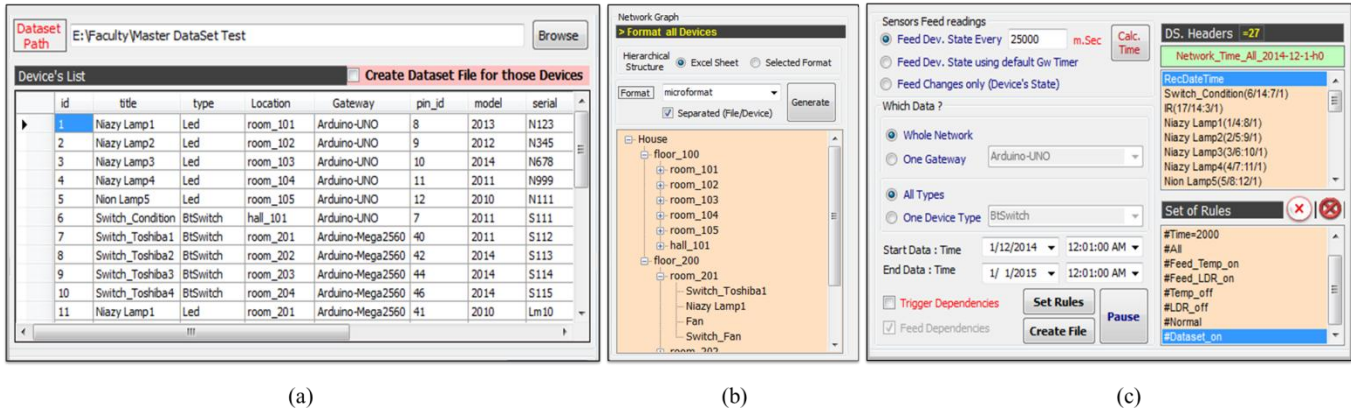 Dataset Path E:\Faculty\Master DataSet Test Browse
Device's List Create Dataset File for those Devices
id title type Location Gateway pin_id model serial
1 Niazy Lamp1 Led room_101 Arduino-UNO 8 2013 N123
2 Niazy Lamp2 Led room_102 Arduino-UNO 9 2012 N345
3 Niazy Lamp3 Led room_103 Arduino-UNO 10 2014 N678
4 Niazy Lamp4 Led room_104 Arduino-UNO 11 2011 N999
5 Nion Lamp5 Led room_105 Arduino-UNO 12 2010 N111
6 Switch_Condition BtSwitch hall_101 Arduino-UNO 7 2011 S111
7 Switch_Toshiba1 BtSwitch room_201 Arduino-Mega2560 40 2011 S112
8 Switch_Toshiba2 BtSwitch room_202 Arduino-Mega2560 42 2014 S113
9 Switch_Toshiba3 BtSwitch room_203 Arduino-Mega2560 44 2014 S114
10 Switch_Toshiba4 BtSwitch room_204 Arduino-Mega2560 46 2014 S115
11 Niazy Lamp1 Led room_201 Arduino-Mega2560 41 2010 Lm10
(a)
Network Graph
> Format all Devices
Hierarchical Structure Excel Sheet Selected Format
Format microformat Generate
Separated (File/Device)
House
floor_100
room_101
room_102
room_103
room_104
room_105
hall_101
floor_200
room_201
Switch_Toshiba1
Niazy Lamp1
Fan
Switch_Fan
room_202
(b)
Sensors Feed readings
Feed Dev. State Every 25000 m.Sec Calc. Time
Feed Dev. State using default Gw Timer
Feed Changes only (Device's State)
Which Data ?
Whole Network
One Gateway Arduino-UNO
All Types
One Device Type BtSwitch
Start Data : Time 1/12/2014 12:01:00 AM
End Data : Time 1/ 1/2015 12:01:00 AM
Trigger Dependencies Set Rules Pause
Feed Dependencies Create File
DS. Headers =27
Network_Time_All_2014-12-1-h0
RecDateTime
Switch_Condition(6/14:7/1)
IR(17/14:3/1)
Niazy Lamp1(1/4:8/1)
Niazy Lamp2(2/5:9/1)
Niazy Lamp3(3/6:10/1)
Niazy Lamp4(4/7:11/1)
Nion Lamp5(5/8:12/1)
Set of Rules
#Time=2000
#All
#Feed_Temp_on
#Feed_LDR_on
#Temp_off
#LDR_off
#Normal
#Dataset_on
(c)